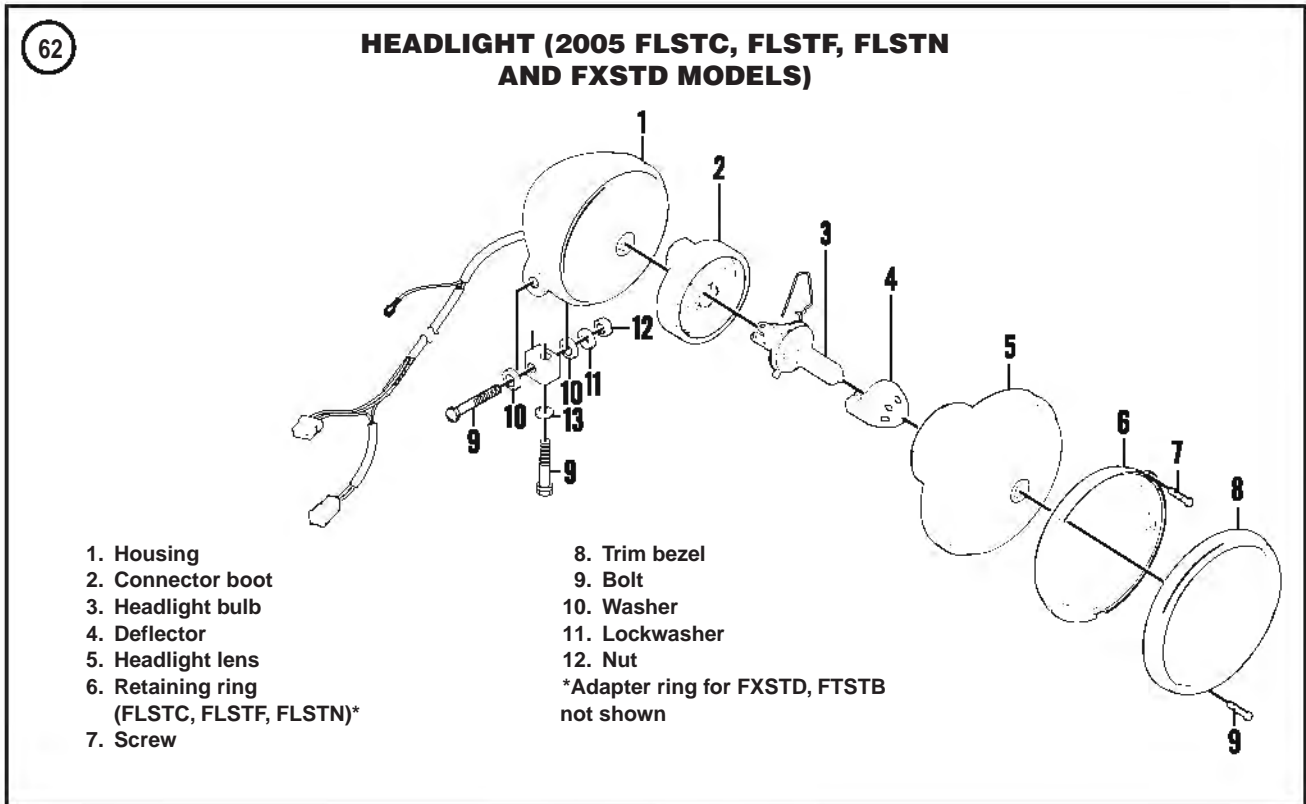 62
HEADLIGHT (2005 FLSTC, FLSTF, FLSTN
AND FXSTD MODELS)
1
2
3
4
5
6
7
8
9
10
9
13
10
11
12
9
1. Housing
2. Connector boot
3. Headlight bulb
4. Deflector
5. Headlight lens
6. Retaining ring
(FLSTC, FLSTF, FLSTN)*
7. Screw
8. Trim bezel
9. Bolt
10. Washer
11. Lockwasher
12. Nut
*Adapter ring for FXSTD, FTSTB
not shown